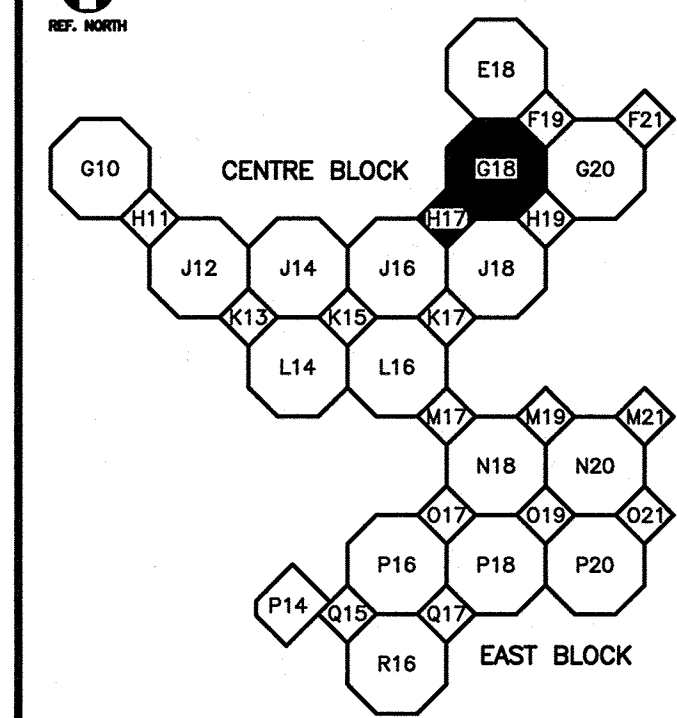 REF. NORTH
E18
F19 F21
G10 CENTRE BLOCK G18 G20
H11 H17 H19
J12 J14 J16 J18
K13 K15 K17
L14 L16
M17 M19 M21
N18 N20
O17 O19 O21
P16 P18 P20
P14 Q15 Q17
R16 EAST BLOCK